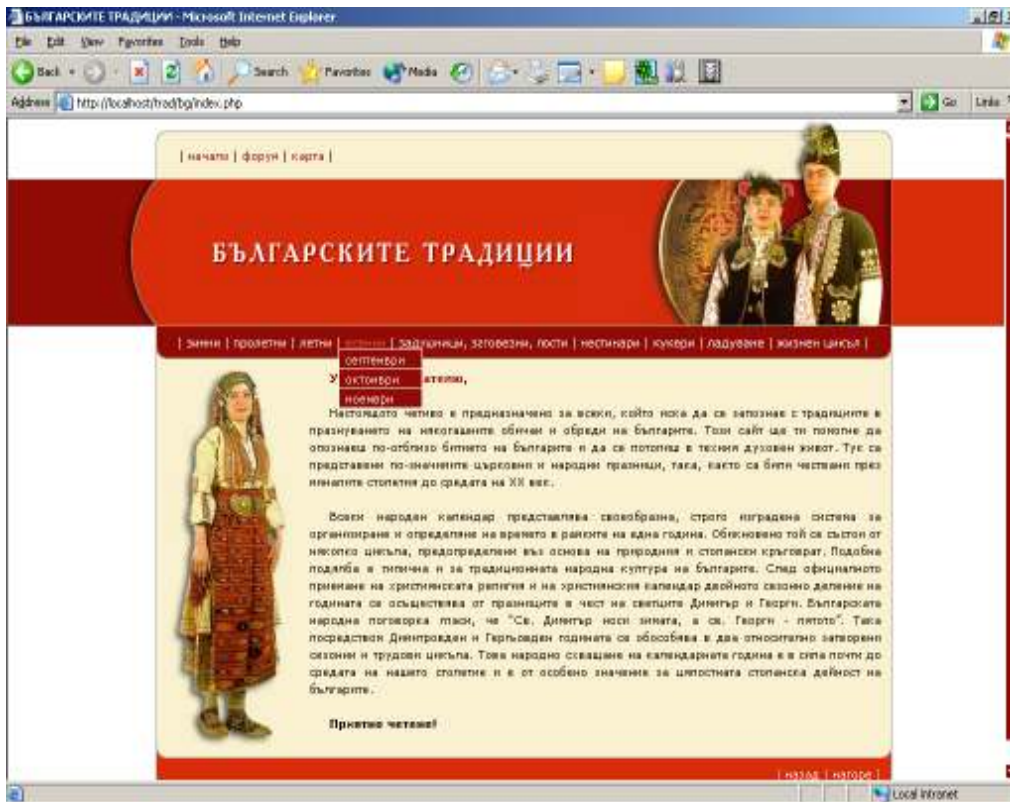 БЪЛГАРСКИТЕ ТРАДИЦИИ - Microsoft Internet Explorer
File Edit View Favorites Tools Help
Back Search Favorites Media
Address http://localhost/trad/bg/index.php Go Links
| начало | форум | карта |
БЪЛГАРСКИТЕ ТРАДИЦИИ
| зимни | пролетни | летни | есенни | задушници, заговезни, пости | нестинари | кукери | ладуване | жизнен цикъл |
септември
октомври
ноември
У ателю,
Настоящото четиво е предназначено за всеки, който иска да се запознае с традициите в
празнуването на някогашните обичаи и обреди на българите. Този сайт ще ти помогне да
опознаеш по-отблизо битието на българите и да се потопиш в техния духовен живот. Тук са
представени по-значимите църковни и народни празници, така, както са били чествани през
миналите столетия до средата на XX век.
Всеки народен календар представлява своеобразна, строго изградена система за
организиране и определяне на времето в рамките на една година. Обикновено той се състои от
няколко цикъла, предопределени въз основа на природния и стопански кръговрат. Подобна
подялба е типична и за традиционната народна култура на българите. След официалното
приемане на християнската религия и на християнския календар двойното сезонно деление на
годината се осъществява от празниците в чест на светците Димитър и Георги. Българската
народна поговорка гласи, че "Св. Димитър носи зимата, а св. Георги - лятото". Така
посредством Димитровден и Гергьовден годината се обособява в два относително затворени
сезонни и трудови цикъла. Това народно схващане на календарната година е в сила почти до
средата на нашето столетие и е от особено значение за цялостната стопанска дейност на
българите.
Приятно четене!
| назад | нагоре |
Local intranet